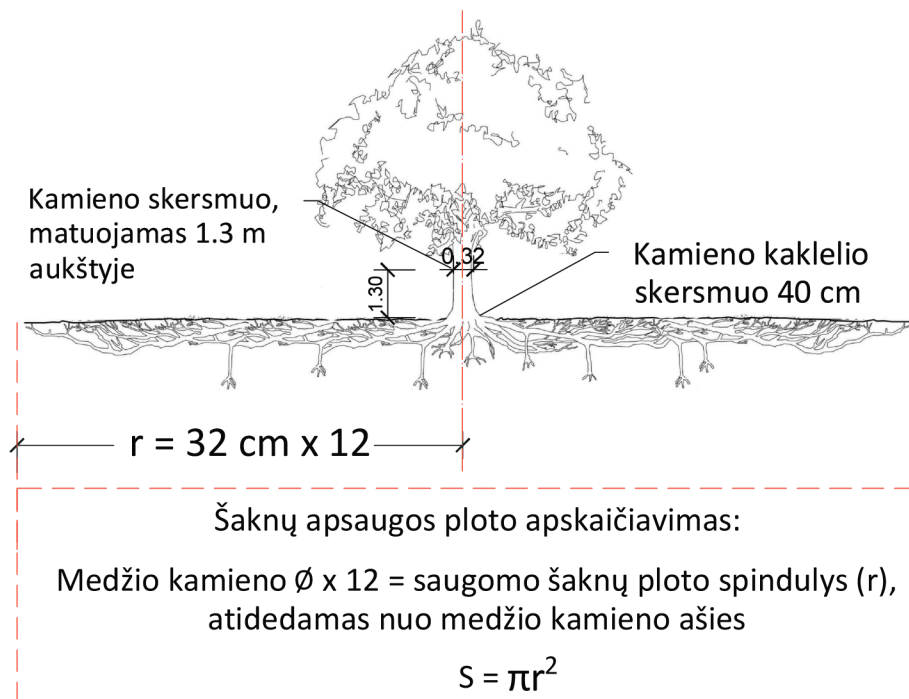 Kamieno skersmuo,
matuojamas 1.3 m
aukštyje
0,32
1.30
Kamieno kaklelio
skersmuo 40 cm
r = 32 cm x 12
Šaknų apsaugos ploto apskaičiavimas:
Medžio kamieno Ø x 12 = saugomo šaknų ploto spindulys (r),
atidedamas nuo medžio kamieno ašies
S = πr²